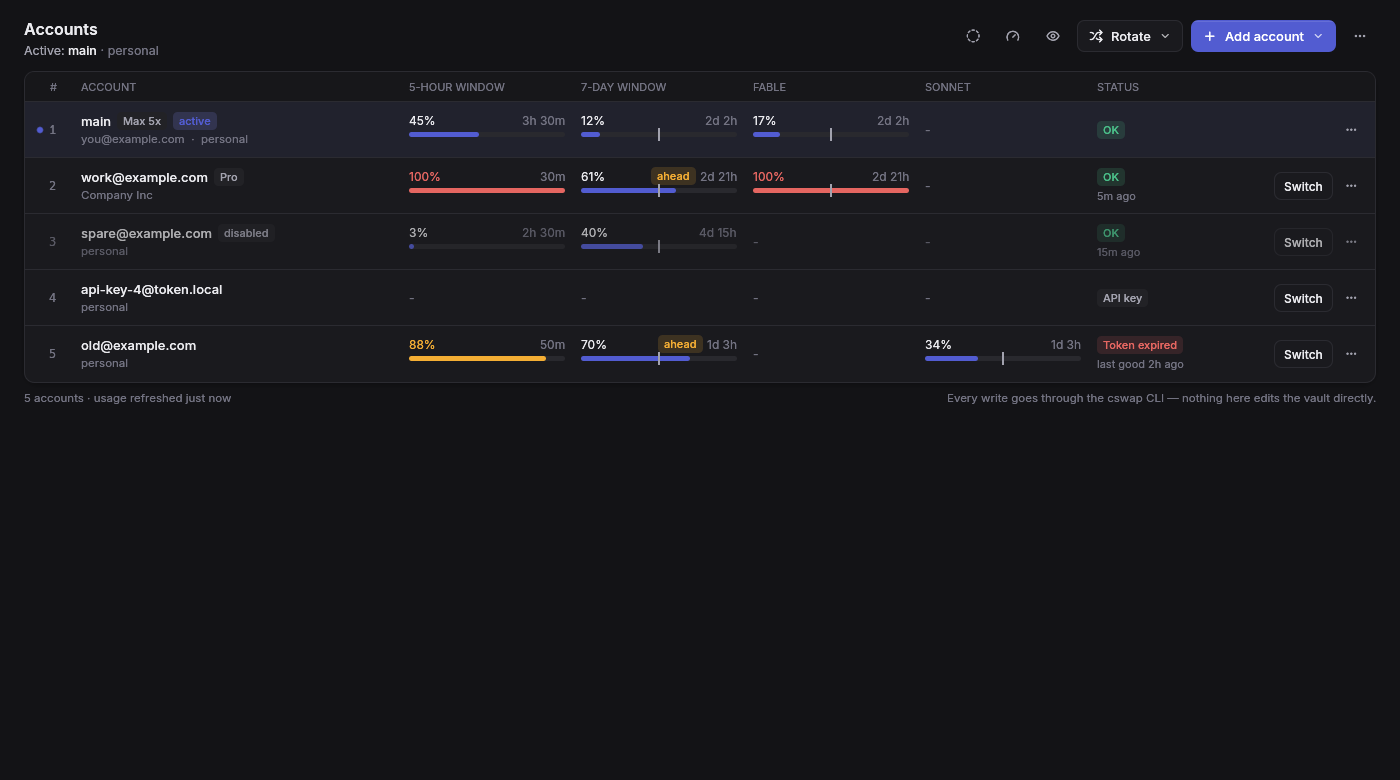 Accounts
Active: main · personal
Rotate
Add account
# ACCOUNT 5-HOUR WINDOW 7-DAY WINDOW FABLE SONNET STATUS
1 main Max 5x active 45% 3h 30m 12% 2d 2h 17% 2d 2h - OK
you@example.com · personal
2 work@example.com Pro 100% 30m 61% ahead 2d 21h 100% 2d 21h - OK Switch
Company Inc 5m ago
3 spare@example.com disabled 3% 2h 30m 40% 4d 15h - - OK Switch
personal 15m ago
4 api-key-4@token.local - - - - API key Switch
personal
5 old@example.com 88% 50m 70% ahead 1d 3h - 34% 1d 3h Token expired Switch
personal last good 2h ago
5 accounts · usage refreshed just now
Every write goes through the cswap CLI — nothing here edits the vault directly.